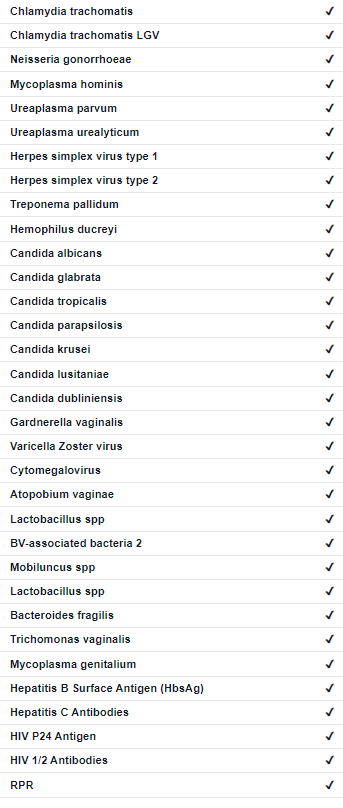 Chlamydia trachomatis ✓
Chlamydia trachomatis LGV ✓
Neisseria gonorrhoeae ✓
Mycoplasma hominis ✓
Ureaplasma parvum ✓
Ureaplasma urealyticum ✓
Herpes simplex virus type 1 ✓
Herpes simplex virus type 2 ✓
Treponema pallidum ✓
Hemophilus ducreyi ✓
Candida albicans ✓
Candida glabrata ✓
Candida tropicalis ✓
Candida parapsilosis ✓
Candida krusei ✓
Candida lusitaniae ✓
Candida dubliniensis ✓
Gardnerella vaginalis ✓
Varicella Zoster virus ✓
Cytomegalovirus ✓
Atopobium vaginae ✓
Lactobacillus spp ✓
BV-associated bacteria 2 ✓
Mobiluncus spp ✓
Lactobacillus spp ✓
Bacteroides fragilis ✓
Trichomonas vaginalis ✓
Mycoplasma genitalium ✓
Hepatitis B Surface Antigen (HbsAg) ✓
Hepatitis C Antibodies ✓
HIV P24 Antigen ✓
HIV 1/2 Antibodies ✓
RPR ✓